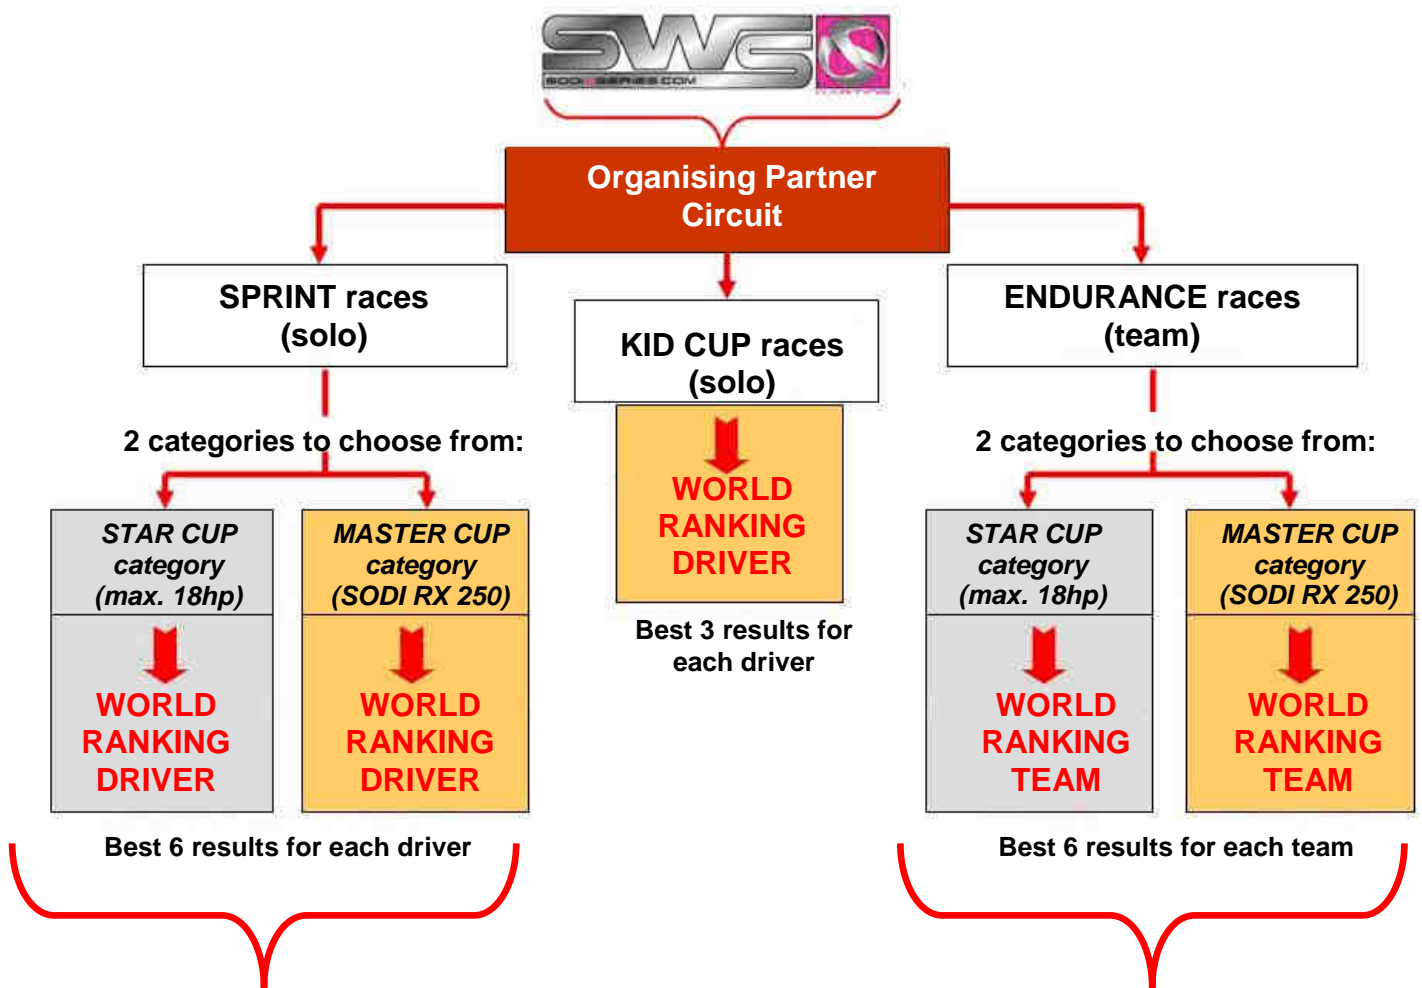 SWS
SODIWSERIES.COM
Organising Partner
Circuit
SPRINT races
(solo)
KID CUP races
(solo)
ENDURANCE races
(team)
2 categories to choose from:
2 categories to choose from:
STAR CUP
category
(max. 18hp)
WORLD
RANKING
DRIVER
MASTER CUP
category
(SODI RX 250)
WORLD
RANKING
DRIVER
WORLD
RANKING
DRIVER
Best 3 results for
each driver
STAR CUP
category
(max. 18hp)
WORLD
RANKING
TEAM
MASTER CUP
category
(SODI RX 250)
WORLD
RANKING
TEAM
Best 6 results for each driver
Best 6 results for each team